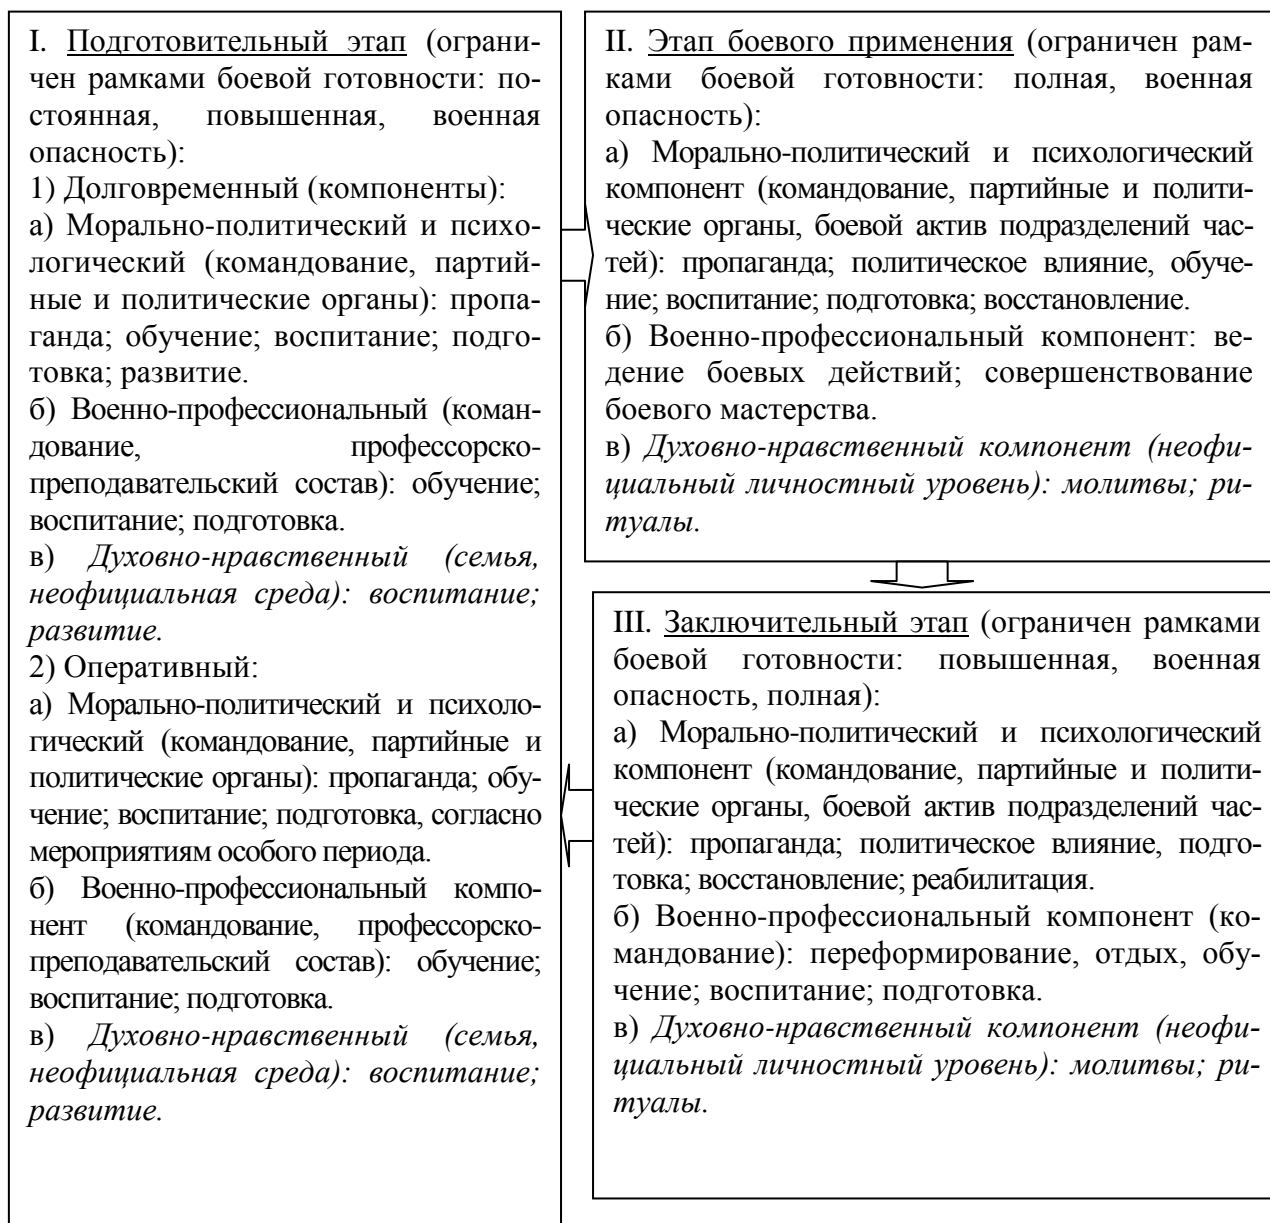 I. Подготовительный этап (ограни-
чен рамками боевой готовности: по-
стоянная, повышенная, военная
опасность):
1) Долговременный (компоненты):
а) Морально-политический и психо-
логический (командование, партий-
ные и политические органы): пропа-
ганда; обучение; воспитание; подго-
товка; развитие.
б) Военно-профессиональный (коман-
дование, профессорско-
преподавательский состав): обучение;
воспитание; подготовка.
в) Духовно-нравственный (семья,
неофициальная среда): воспитание;
развитие.
2) Оперативный:
а) Морально-политический и психоло-
гический (командование, партийные и
политические органы): пропаганда; обу-
чение; воспитание; подготовка, согласно
мероприятиям особого периода.
б) Военно-профессиональный компо-
нент (командование, профессорско-
преподавательский состав): обучение;
воспитание; подготовка.
в) Духовно-нравственный (семья,
неофициальная среда): воспитание;
развитие.
II. Этап боевого применения (ограничен рам-
ками боевой готовности: полная, военная
опасность):
а) Морально-политический и психологический
компонент (командование, партийные и полити-
ческие органы, боевой актив подразделений час-
тей): пропаганда; политическое влияние, обуче-
ние; воспитание; подготовка; восстановление.
б) Военно-профессиональный компонент: ве-
дение боевых действий; совершенствование
боевого мастерства.
в) Духовно-нравственный компонент (неофи-
циальный личностный уровень): молитвы; ри-
туалы.
III. Заключительный этап (ограничен рамками
боевой готовности: повышенная, военная
опасность, полная):
а) Морально-политический и психологический
компонент (командование, партийные и полити-
ческие органы, боевой актив подразделений час-
тей): пропаганда; политическое влияние, подго-
товка; восстановление; реабилитация.
б) Военно-профессиональный компонент (ко-
мандование): переформирование, отдых, обу-
чение; воспитание; подготовка.
в) Духовно-нравственный компонент (неофи-
циальный личностный уровень): молитвы; ри-
туалы.